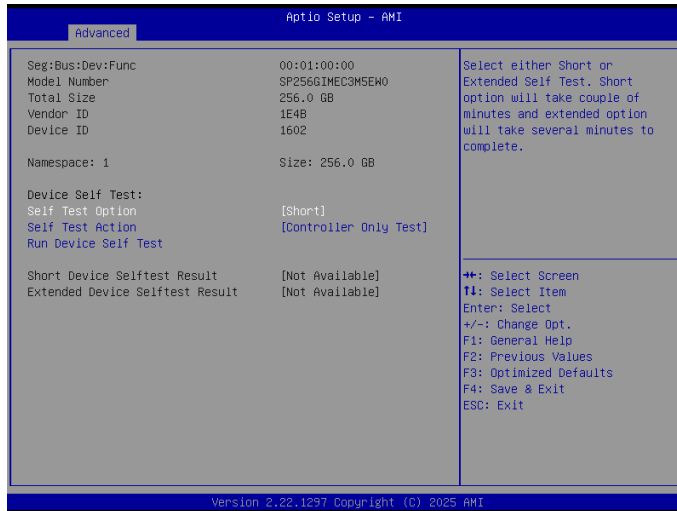 Aptio Setup – AMI
Advanced
Seg:Bus:Dev:Func 00:01:00:00
Model Number SP256GIMEC3M5EW0
Total Size 256.0 GB
Vendor ID 1E4B
Device ID 1602
Namespace: 1 Size: 256.0 GB
Device Self Test:
Self Test Option [Short]
Self Test Action [Controller Only Test]
Run Device Self Test
Short Device Selftest Result [Not Available]
Extended Device Selftest Result [Not Available]
Select either Short or
Extended Self Test. Short
option will take couple of
minutes and extended option
will take several minutes to
complete.
→←: Select Screen
↑↓: Select Item
Enter: Select
+/-: Change Opt.
F1: General Help
F2: Previous Values
F3: Optimized Defaults
F4: Save & Exit
ESC: Exit
Version 2.22.1297 Copyright (C) 2025 AMI